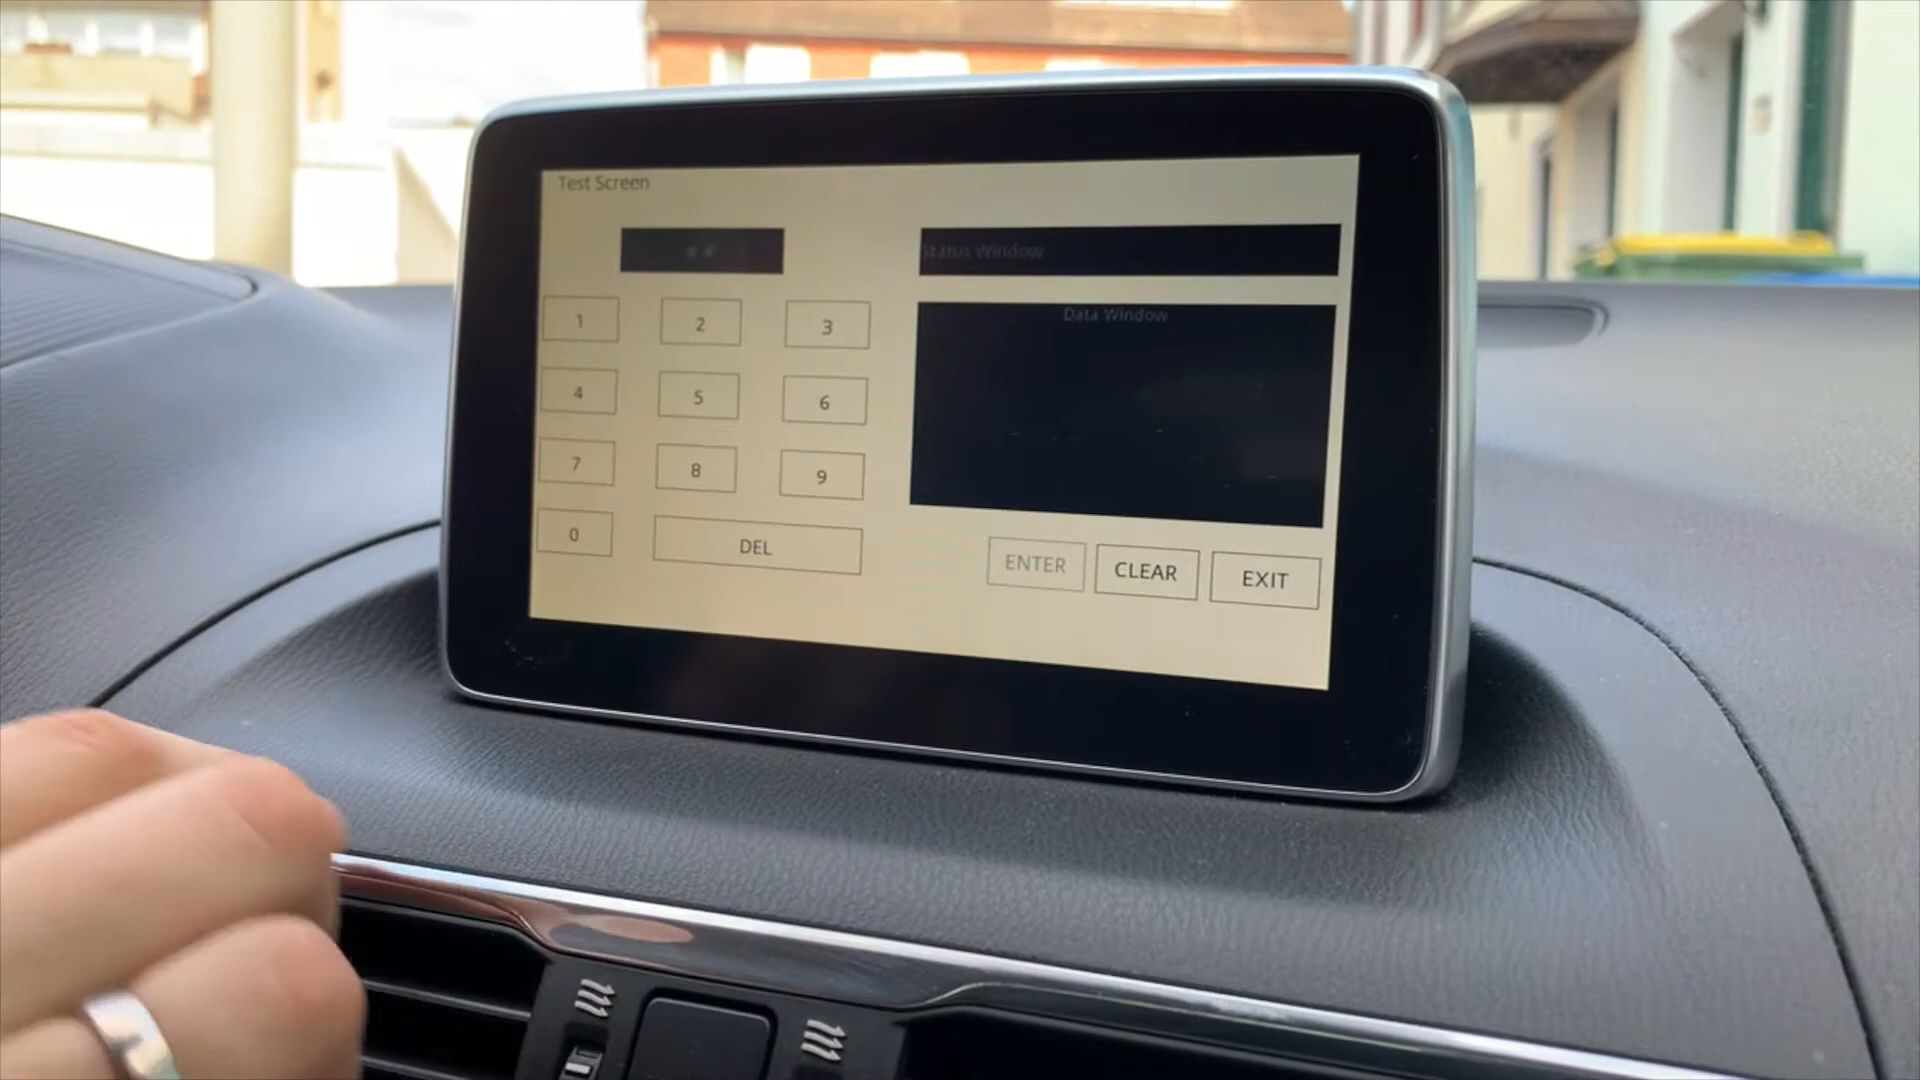 Test Screen
##
Status Window
1 2 3
Data Window
4 5 6
7 8 9
0 DEL
ENTER CLEAR EXIT